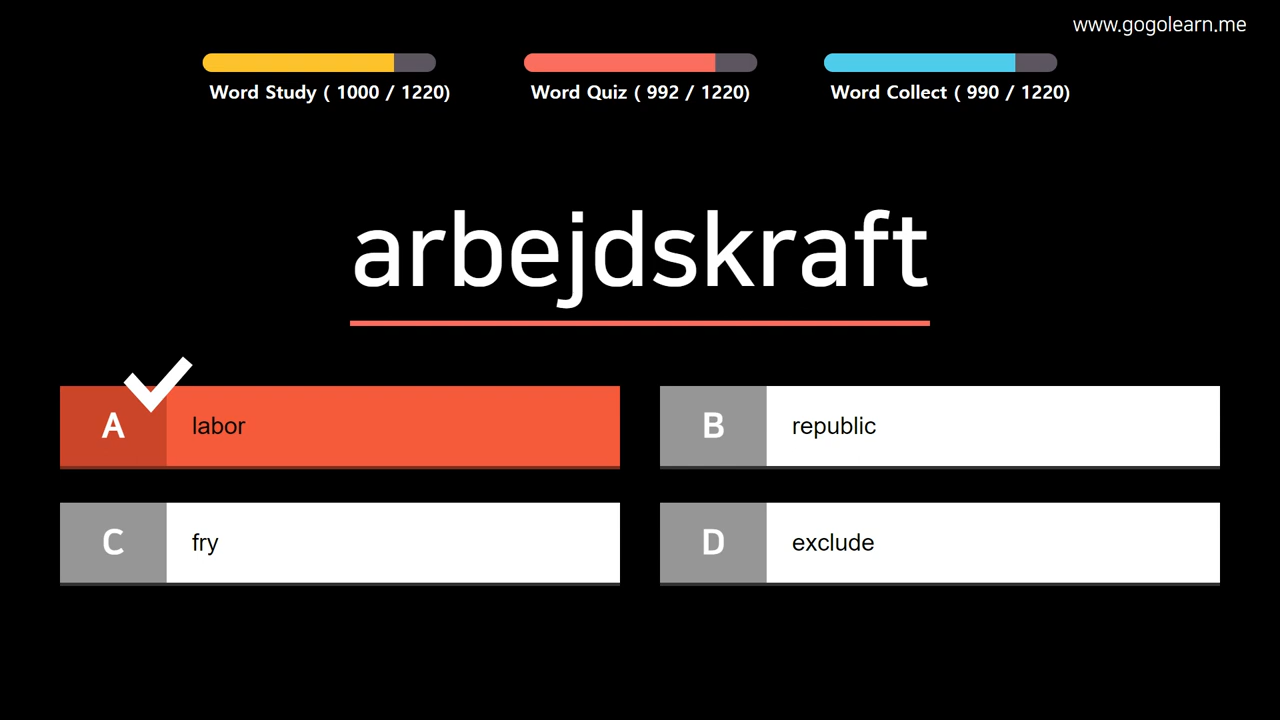 www.gogolearn.me
Word Study ( 1000 / 1220)
Word Quiz ( 992 / 1220)
Word Collect ( 990 / 1220)
arbejdskraft
A labor
B republic
C fry
D exclude